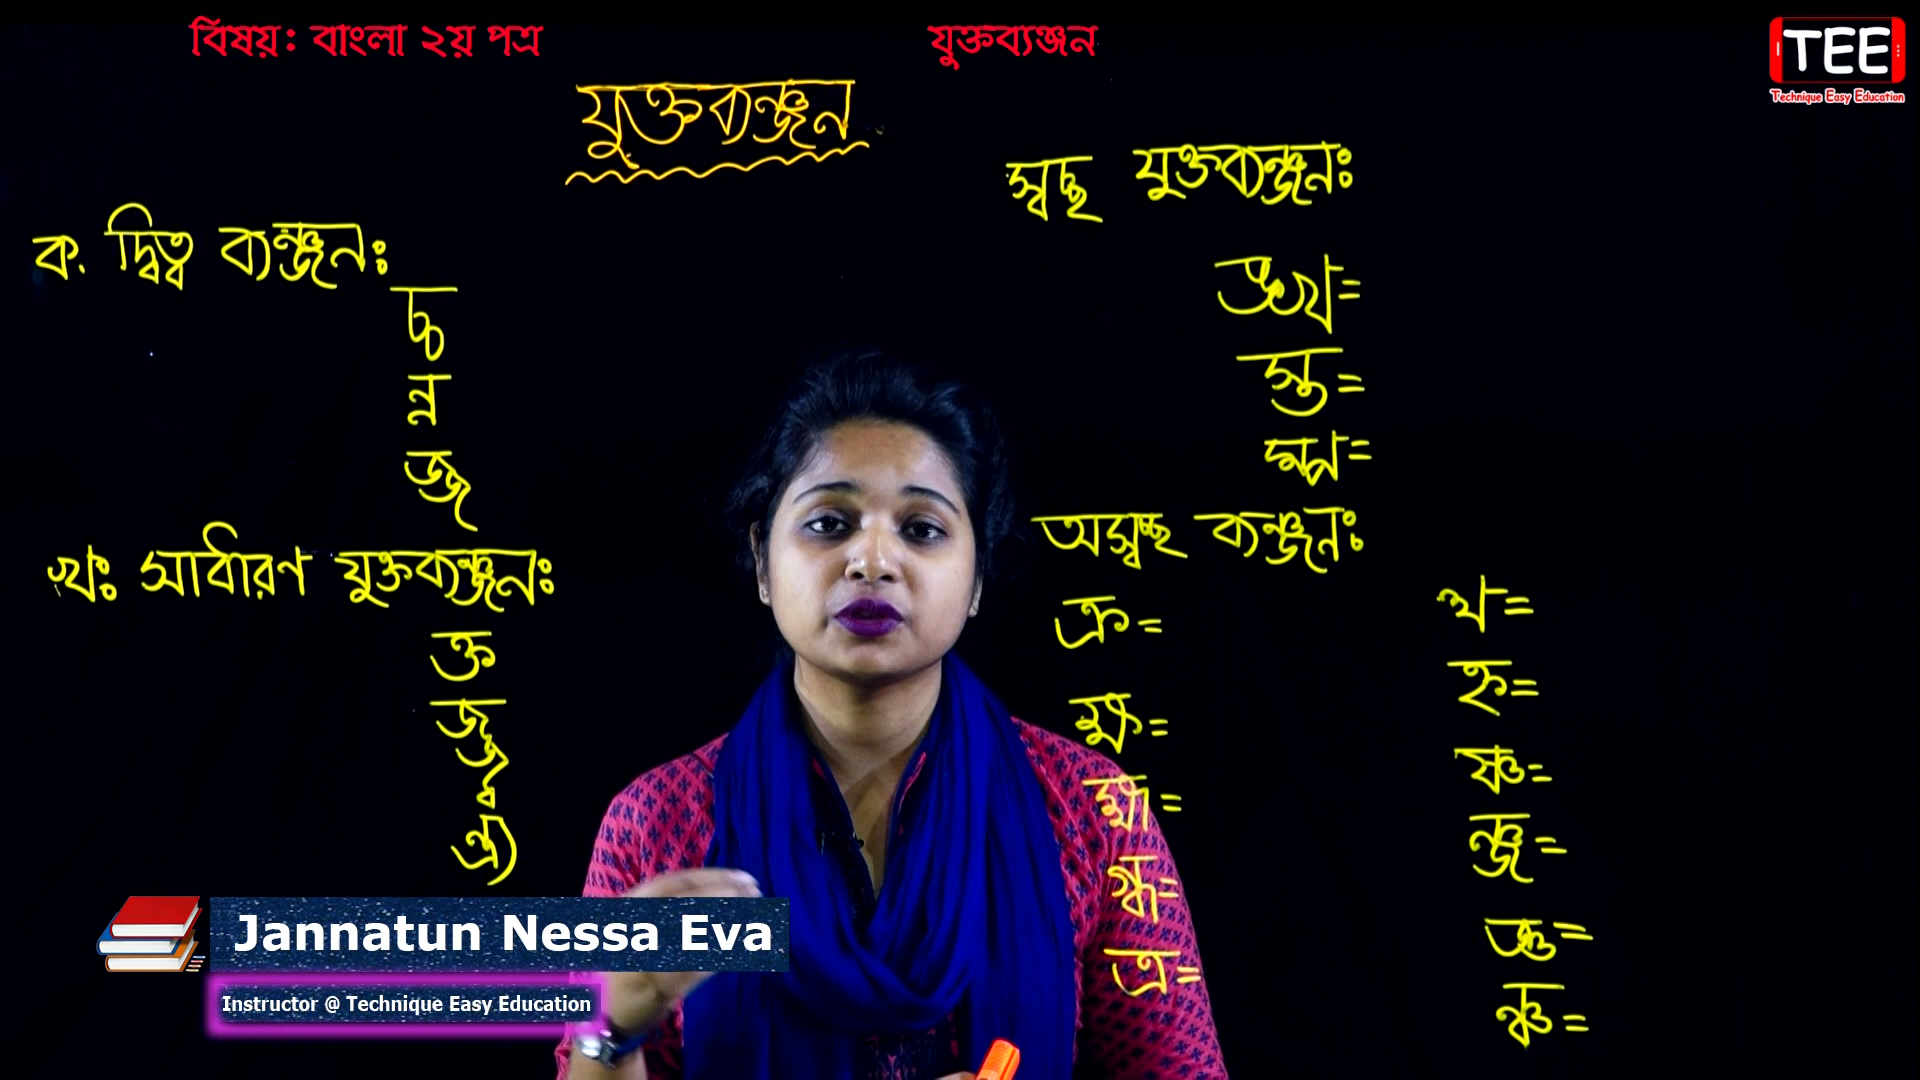 বিষয়: বাংলা ২য় পত্র
যুক্তব্যঞ্জন
TEE
Technique Easy Education
যুক্তব্যঞ্জন
ক. দ্বিত্ব ব্যঞ্জনঃ
চ্চ
ন্ন
জ্জ
খঃ সাধারণ যুক্তব্যঞ্জনঃ
ক্ত
জ্জ্ব
স্বচ্ছ যুক্তব্যঞ্জনঃ
ঙ্খ=
স্ত=
ম্প=
অস্বচ্ছ ব্যঞ্জনঃ
ক্র=
ক্ষ=
হ্ম=
গ্ধ=
ত্র=
ত্থ=
হ্ন=
ষ্ণ=
ঞ্জ=
ঞ্চ=
Jannatun Nessa Eva
Instructor @ Technique Easy Education